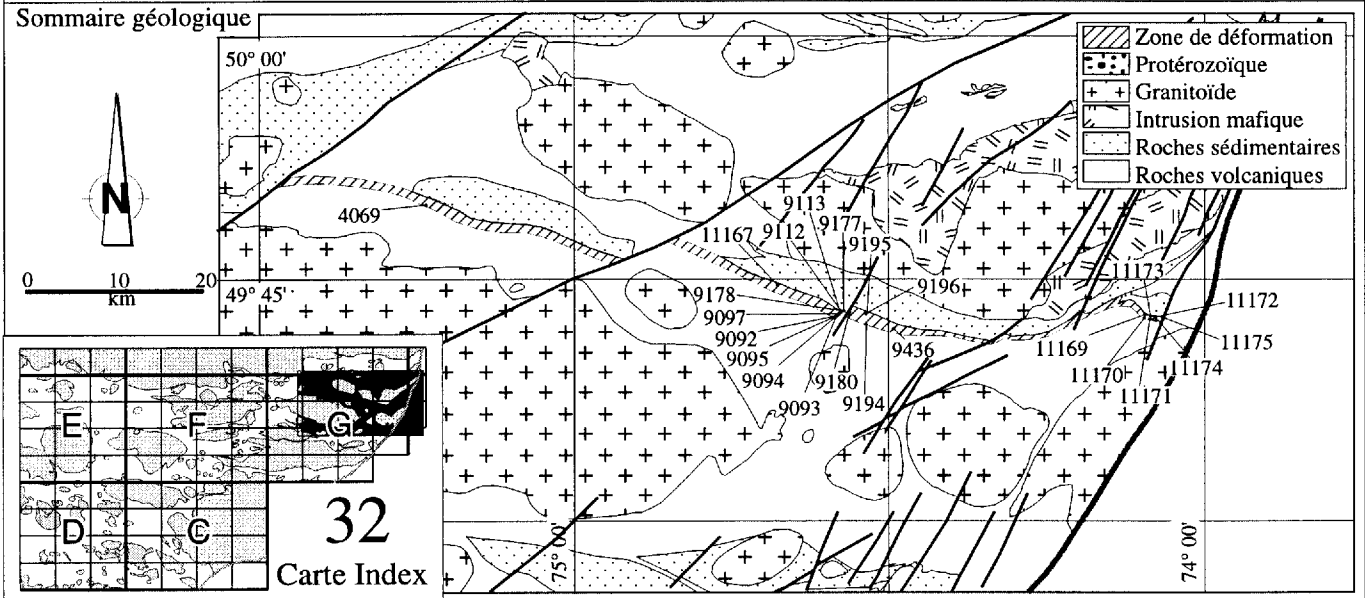 Sommaire géologique
50° 00'
N
0 10 20
km
49° 45'
Zone de déformation
Protérozoïque
Granitoïde
Intrusion mafique
Roches sédimentaires
Roches volcaniques
4069
11167
9113
9112
9177
9195
9196
9178
9097
9092
9095
9094
9093
9180
9194
9436
11173
11172
11169
11175
11174
11170
11171
75° 00'
74° 00'
E
F
G
D
C
32
Carte Index